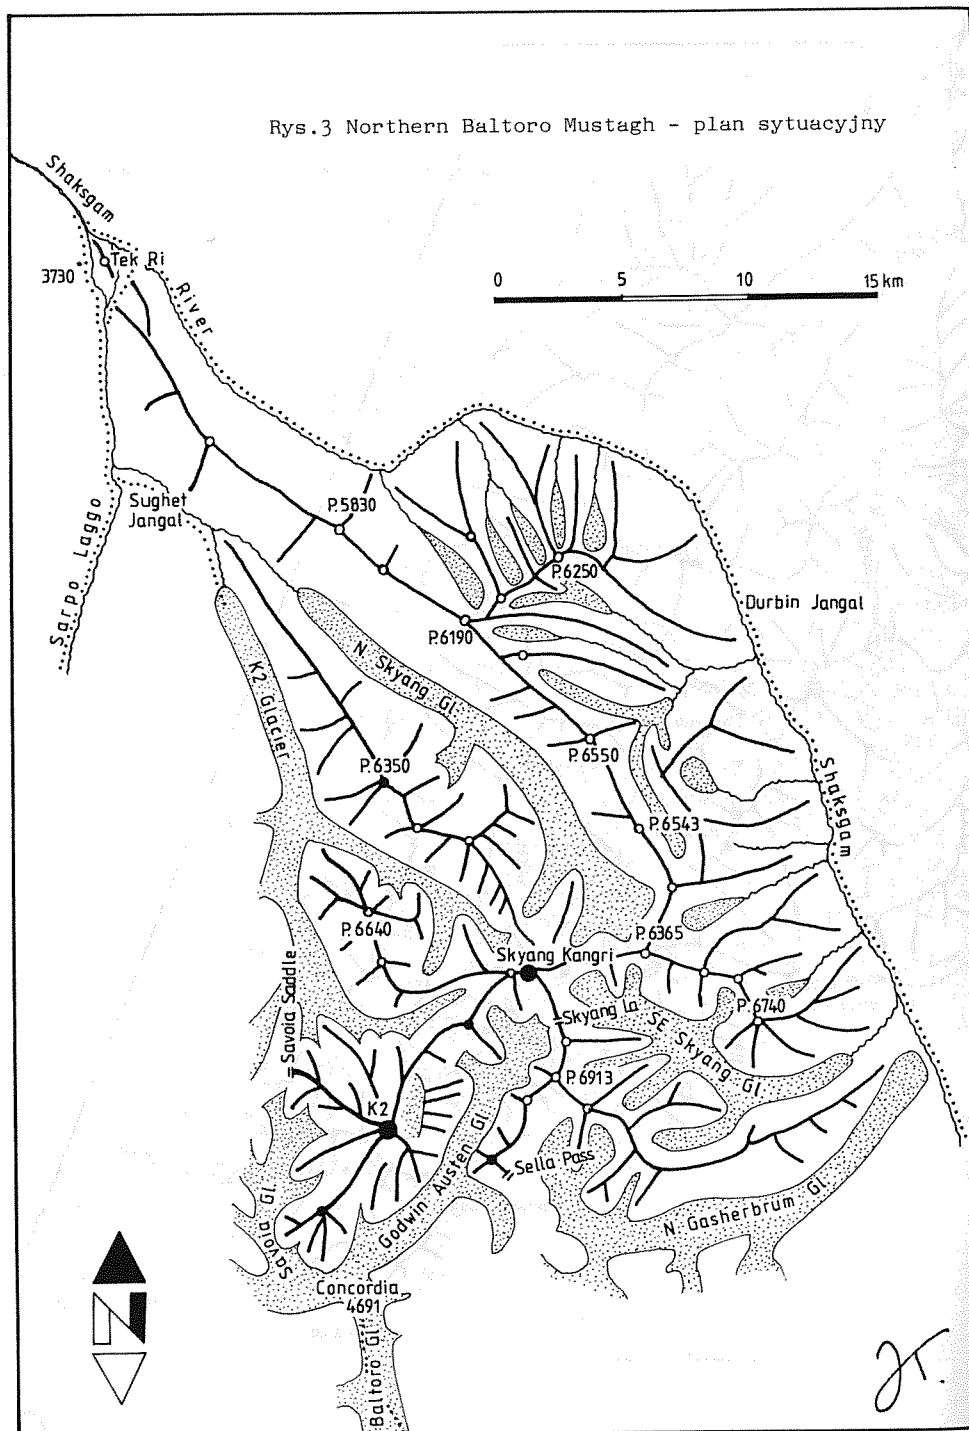 Rys.3 Northern Baltoro Mustagh - plan sytuacyjny
Shaksgam
Tek Ri
3730
River
0 5 10 15 km
Sughet
Jangal
P.5830
Sarpo Laggo
P.6250
Durbin Jangal
P.6190
N Skyang Gl
K2 Glacier
P.6550
P.6350
Shaksgam
P.6543
P.6640
P.6365
Skyang Kangri
Savoia Saddle
Skyang La
SE Skyang Gl
P.6740
P.6913
K2
Godwin Austen Gl
Sella Pass
Savoia Gl
N Gasherbrum Gl
Concordia
4691
Baltoro Gl
N
JT.